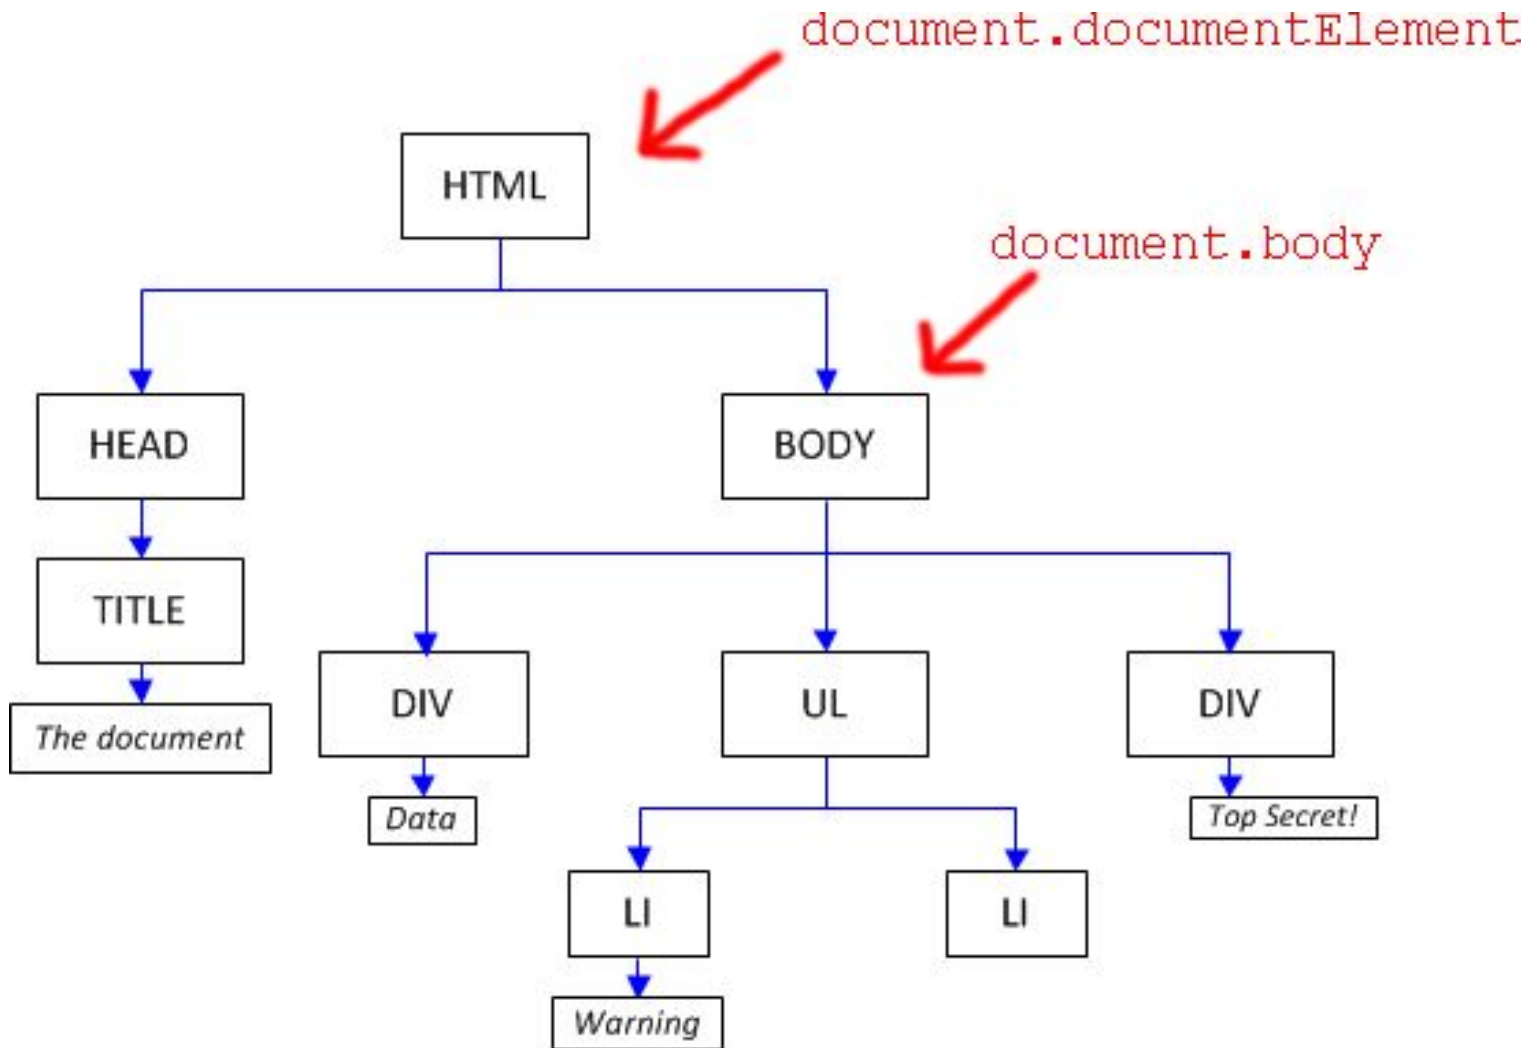 document.documentElement
HTML
document.body
HEAD
BODY
TITLE
DIV
UL
DIV
The document
Data
Top Secret!
LI
LI
Warning